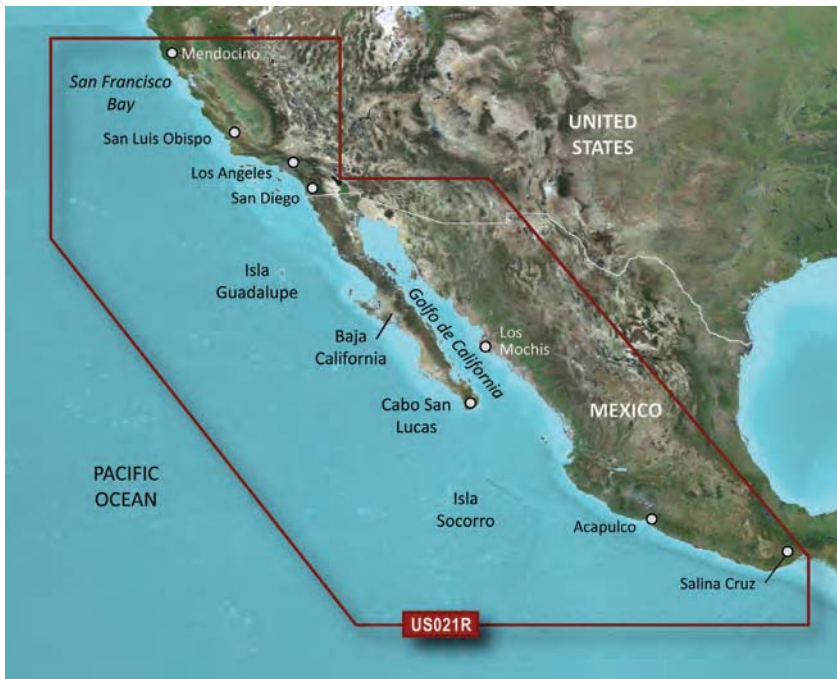 Mendocino
San Francisco
Bay
San Luis Obispo
Los Angeles
San Diego
UNITED
STATES
Isla
Guadalupe
Baja
California
Golfo de California
Los
Mochis
Cabo San
Lucas
MEXICO
PACIFIC
OCEAN
Isla
Socorro
Acapulco
Salina Cruz
US021R